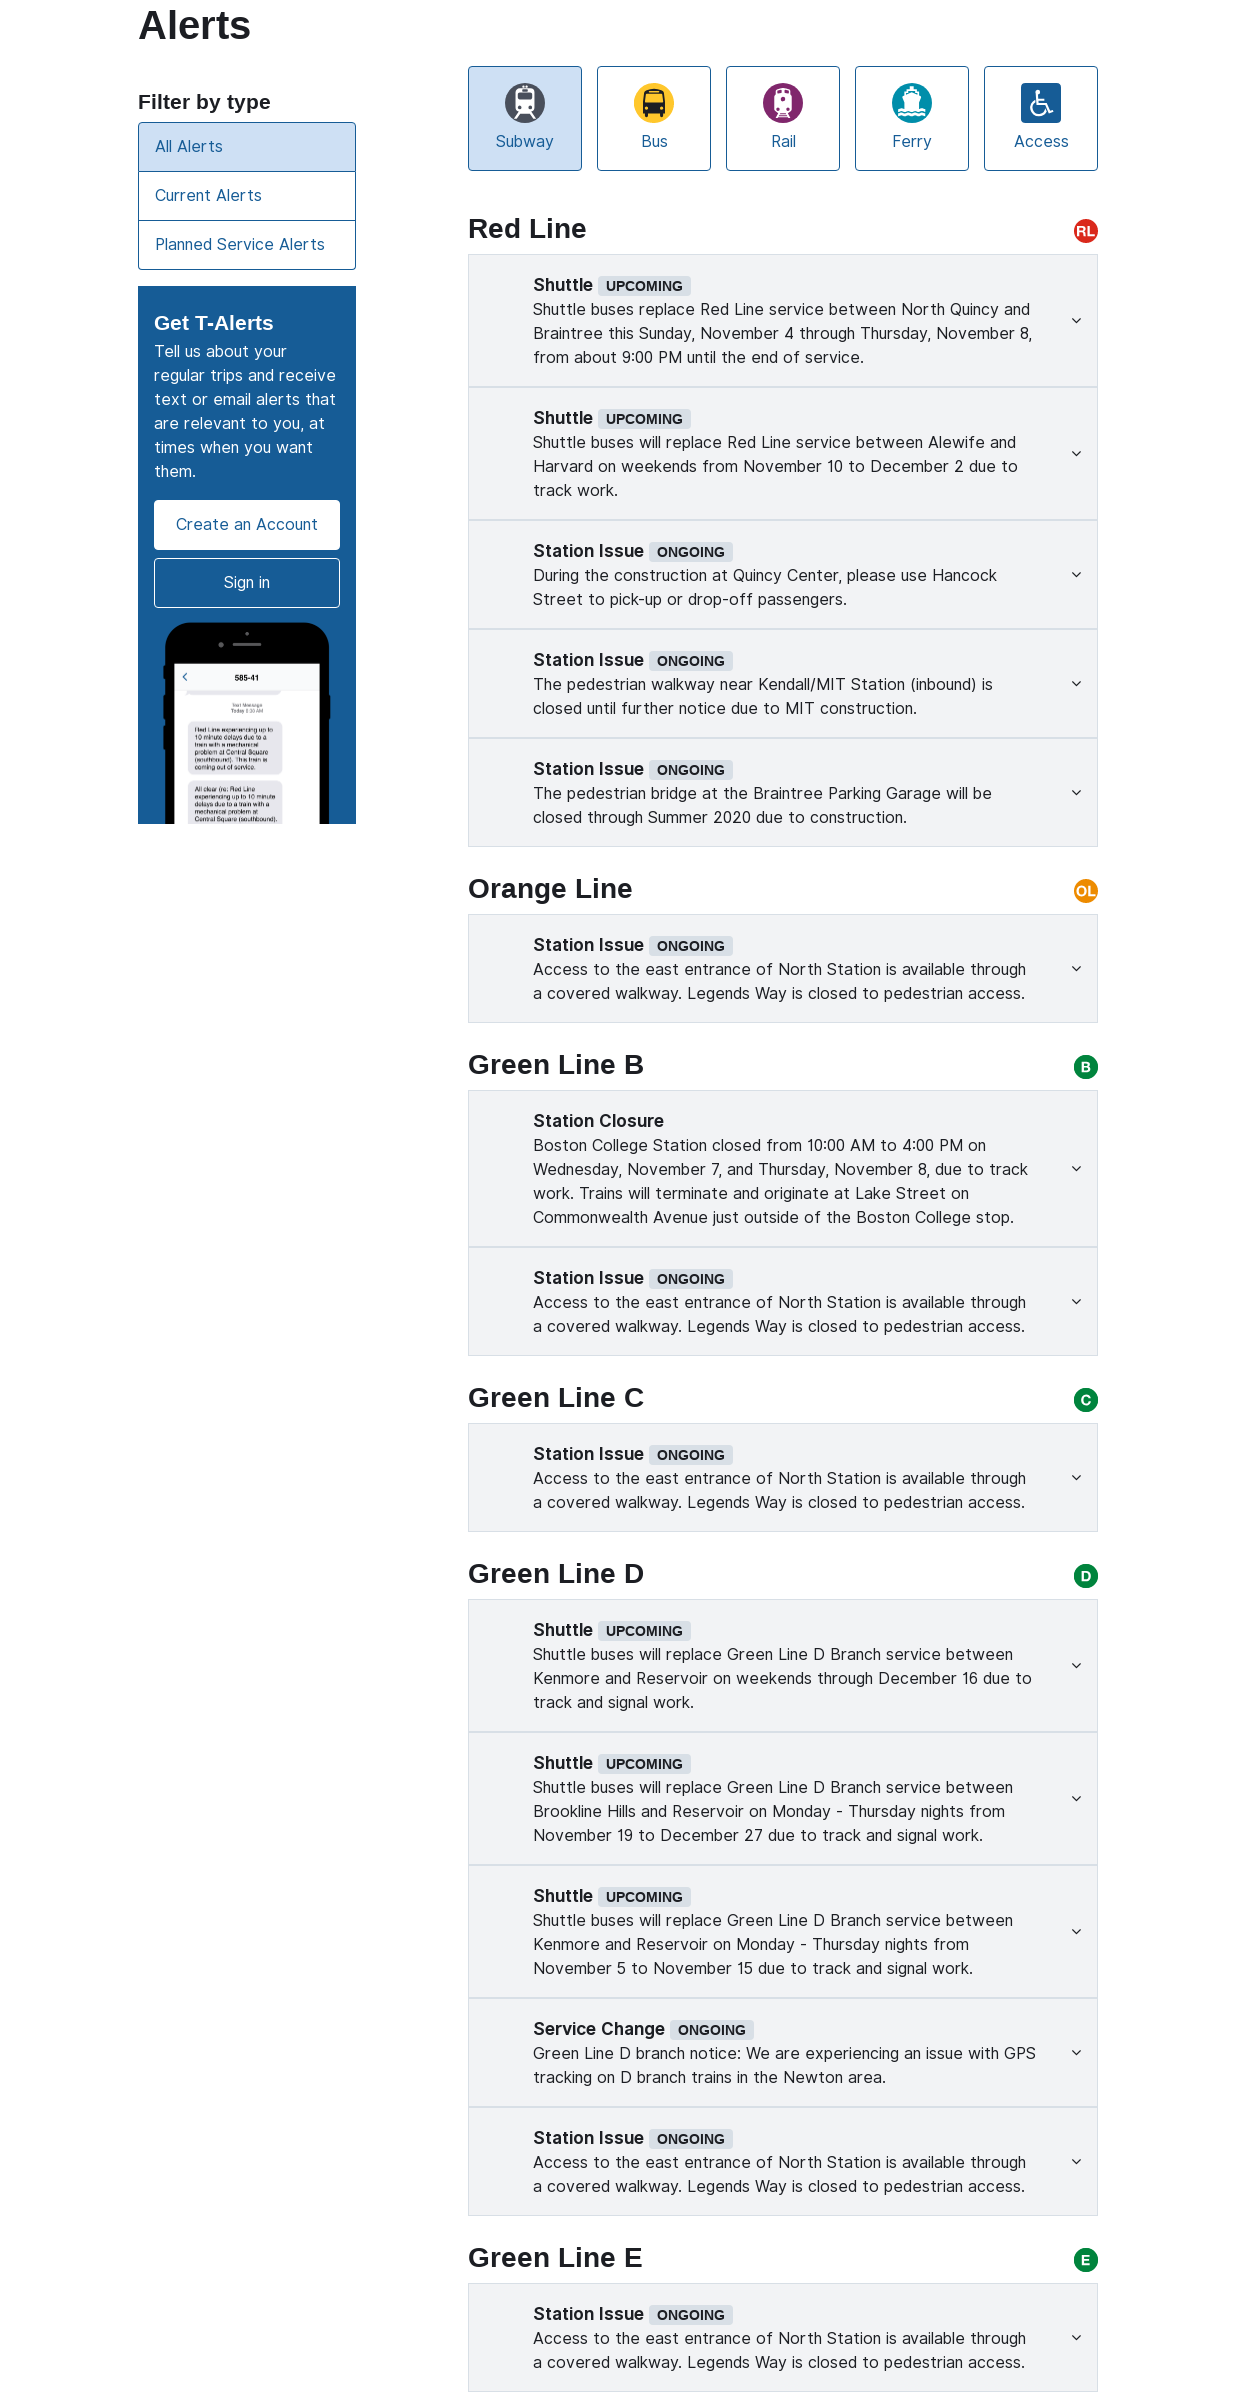 Alerts
Filter by type
All Alerts
Current Alerts
Planned Service Alerts
Get T-Alerts
Tell us about your
regular trips and receive
text or email alerts that
are relevant to you, at
times when you want
them.
Create an Account
Sign in
585-41
Text Message
Today 8:38 AM
Red Line experiencing up to
10 minute delays due to a
train with a mechanical
problem at Central Square
(southbound). This train is
coming out of service.
All clear (re: Red Line
experiencing up to 10 minute
delays due to a train with a
mechanical problem at
Central Square (southbound).
Subway
Bus
Rail
Ferry
Access
Red Line
RL
Shuttle UPCOMING
Shuttle buses replace Red Line service between North Quincy and
Braintree this Sunday, November 4 through Thursday, November 8,
from about 9:00 PM until the end of service.
Shuttle UPCOMING
Shuttle buses will replace Red Line service between Alewife and
Harvard on weekends from November 10 to December 2 due to
track work.
Station Issue ONGOING
During the construction at Quincy Center, please use Hancock
Street to pick-up or drop-off passengers.
Station Issue ONGOING
The pedestrian walkway near Kendall/MIT Station (inbound) is
closed until further notice due to MIT construction.
Station Issue ONGOING
The pedestrian bridge at the Braintree Parking Garage will be
closed through Summer 2020 due to construction.
Orange Line
OL
Station Issue ONGOING
Access to the east entrance of North Station is available through
a covered walkway. Legends Way is closed to pedestrian access.
Green Line B
B
Station Closure
Boston College Station closed from 10:00 AM to 4:00 PM on
Wednesday, November 7, and Thursday, November 8, due to track
work. Trains will terminate and originate at Lake Street on
Commonwealth Avenue just outside of the Boston College stop.
Station Issue ONGOING
Access to the east entrance of North Station is available through
a covered walkway. Legends Way is closed to pedestrian access.
Green Line C
C
Station Issue ONGOING
Access to the east entrance of North Station is available through
a covered walkway. Legends Way is closed to pedestrian access.
Green Line D
D
Shuttle UPCOMING
Shuttle buses will replace Green Line D Branch service between
Kenmore and Reservoir on weekends through December 16 due to
track and signal work.
Shuttle UPCOMING
Shuttle buses will replace Green Line D Branch service between
Brookline Hills and Reservoir on Monday - Thursday nights from
November 19 to December 27 due to track and signal work.
Shuttle UPCOMING
Shuttle buses will replace Green Line D Branch service between
Kenmore and Reservoir on Monday - Thursday nights from
November 5 to November 15 due to track and signal work.
Service Change ONGOING
Green Line D branch notice: We are experiencing an issue with GPS
tracking on D branch trains in the Newton area.
Station Issue ONGOING
Access to the east entrance of North Station is available through
a covered walkway. Legends Way is closed to pedestrian access.
Green Line E
E
Station Issue ONGOING
Access to the east entrance of North Station is available through
a covered walkway. Legends Way is closed to pedestrian access.